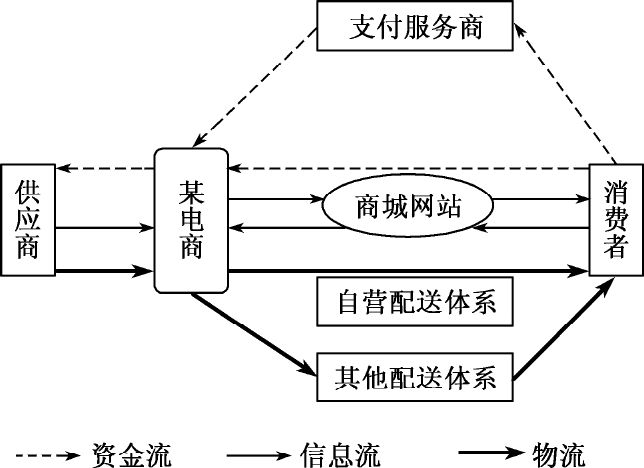 支付服务商
供应商
某电商
商城网站
消费者
自营配送体系
其他配送体系
资金流
信息流
物流